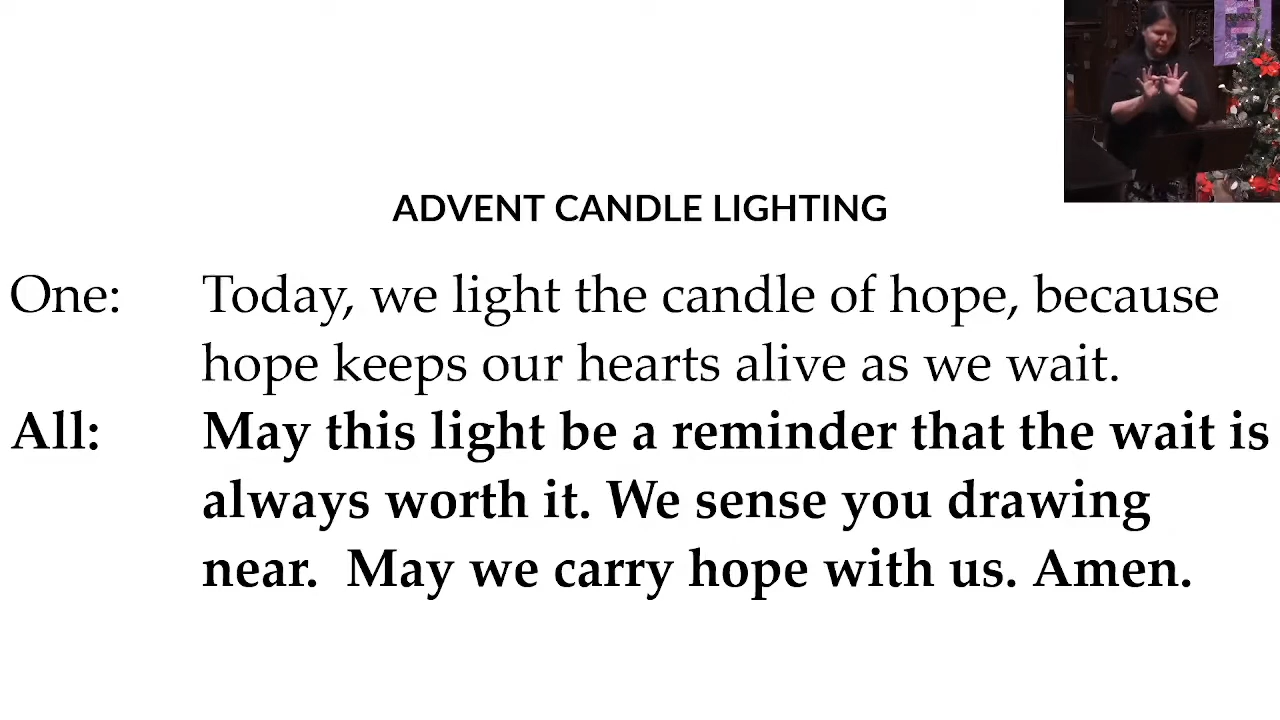 ADVENT CANDLE LIGHTING
One: Today, we light the candle of hope, because
hope keeps our hearts alive as we wait.
All: May this light be a reminder that the wait is
always worth it. We sense you drawing
near.  May we carry hope with us. Amen.